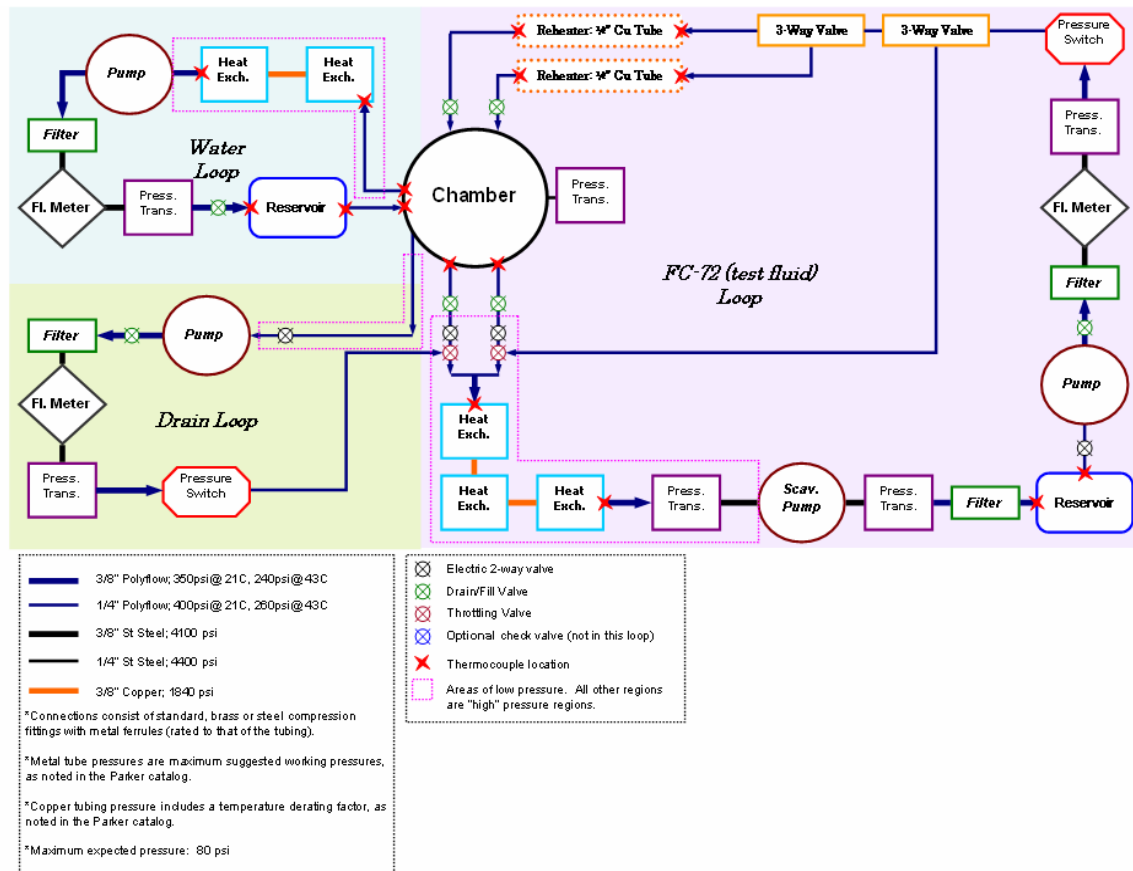 Pump
Heat
Exch.
Heat
Exch.
Filter
Water
Loop
Fl. Meter
Press.
Trans.
Reservoir
Reheater: ¼" Cu Tube
3-Way Valve
3-Way Valve
Pressure
Switch
Reheater: ¼" Cu Tube
Press.
Trans.
Chamber
Press.
Trans.
Fl. Meter
FC-72 (test fluid)
Loop
Filter
Filter
Pump
Pump
Fl. Meter
Drain Loop
Heat
Exch.
Press.
Trans.
Pressure
Switch
Heat
Exch.
Heat
Exch.
Press.
Trans.
Scav.
Pump
Press.
Trans.
Filter
Reservoir
3/8" Polyflow; 350psi@ 21C, 240psi@43C
1/4" Polyflow; 400psi@ 21C, 260psi@43C
3/8" St Steel; 4100 psi
1/4" St Steel; 4400 psi
3/8" Copper; 1840 psi
*Connections consist of standard, brass or steel compression
fittings with metal ferrules (rated to that of the tubing).
*Metal tube pressures are maximum suggested working pressures,
as noted in the Parker catalog.
*Copper tubing pressure includes a temperature derating factor, as
noted in the Parker catalog.
*Maximum expected pressure: 80 psi
Electric 2-way valve
Drain/Fill Valve
Throttling Valve
Optional check valve (not in this loop)
Thermocouple location
Areas of low pressure. All other regions
are "high" pressure regions.